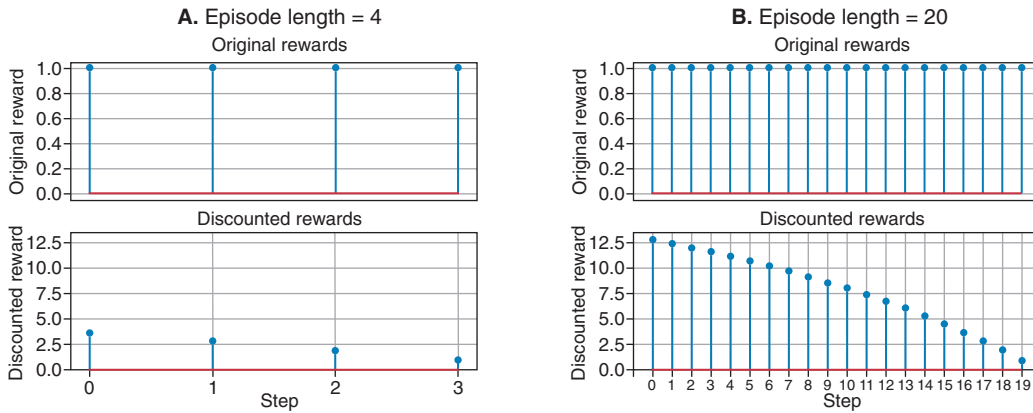 A. Episode length = 4
Original rewards
Original reward
1.0
0.8
0.6
0.4
0.2
0.0
Discounted rewards
Discounted reward
12.5
10.0
7.5
5.0
2.5
0.0
0 1 2 3
Step
B. Episode length = 20
Original rewards
Original reward
1.0
0.8
0.6
0.4
0.2
0.0
Discounted rewards
Discounted reward
12.5
10.0
7.5
5.0
2.5
0.0
0 1 2 3 4 5 6 7 8 9 10 11 12 13 14 15 16 17 18 19
Step